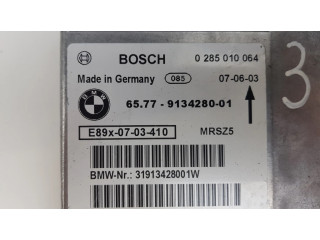 BOSCH 0 285 010 064
Made in Germany 085 07-06-03
BMW
65.77 - 9134280-01
E89x-07-03-410 MRSZ5
BMW-Nr.: 31913428001W
3